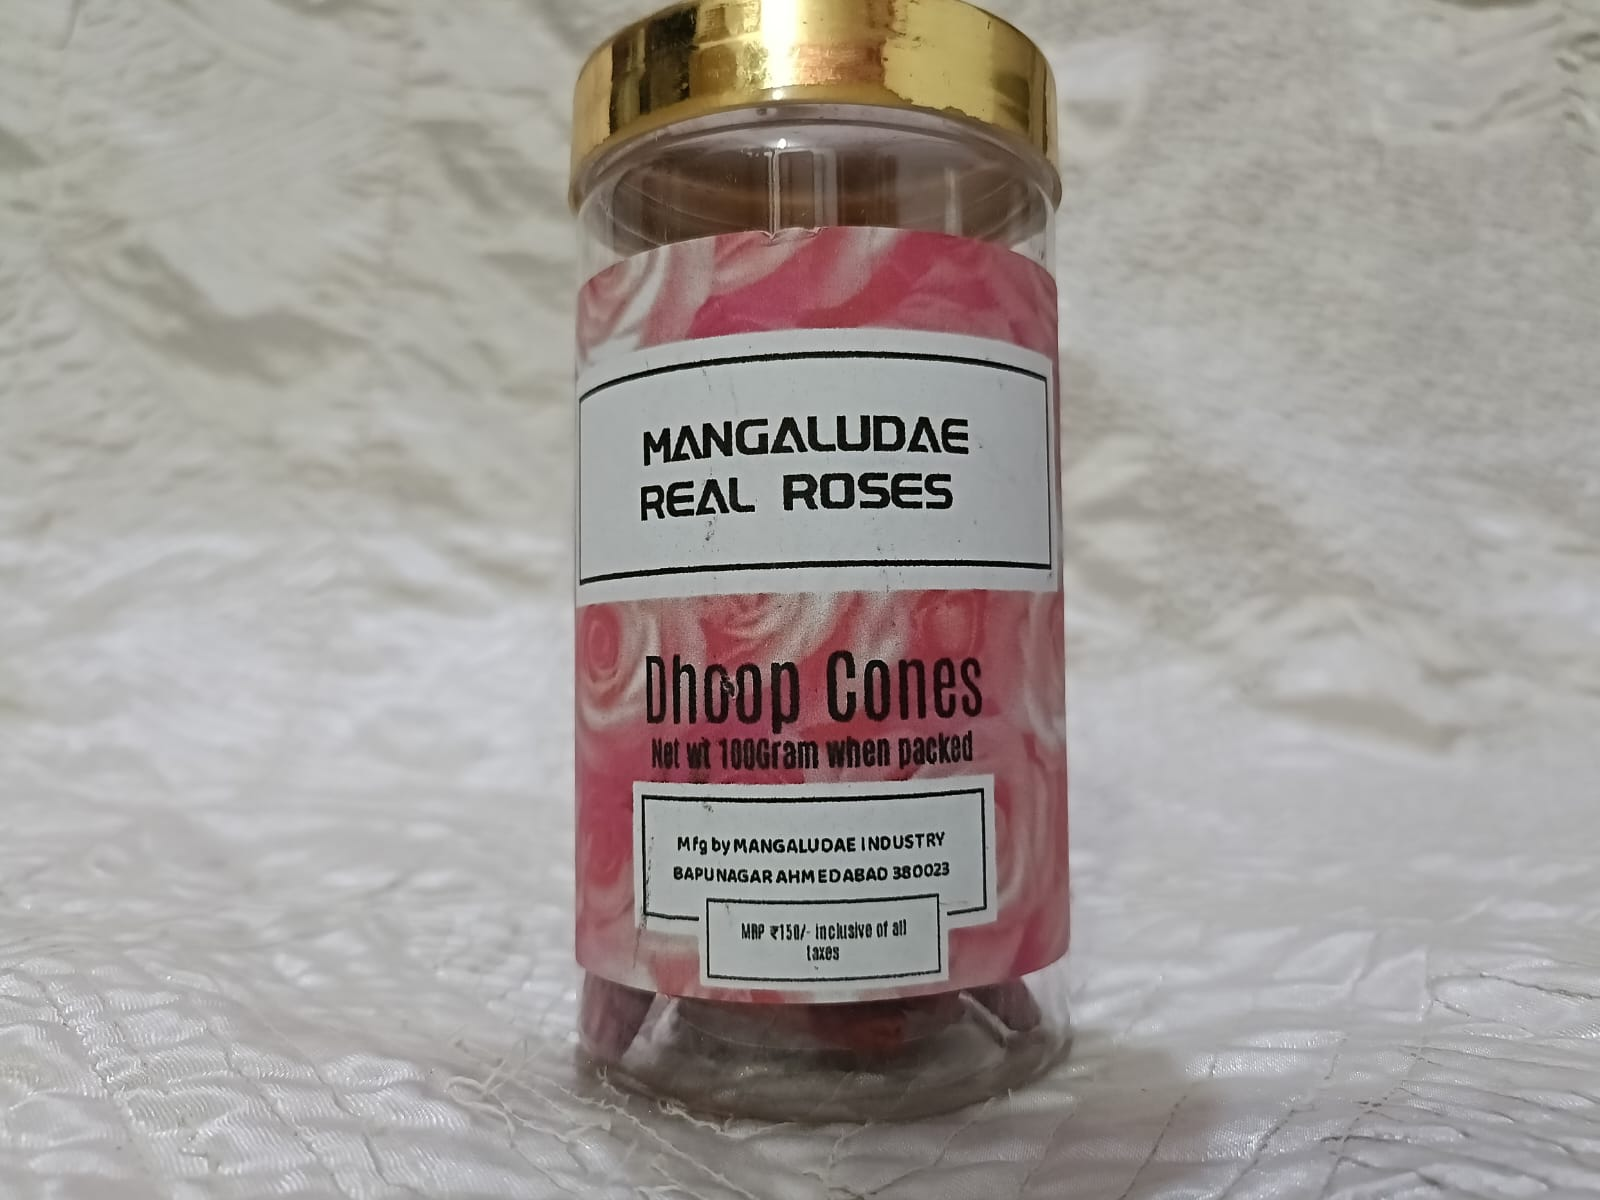 MANGALUDAE
REAL ROSES
Dhoop Cones
Net wt 100Gram when packed
Mfg by MANGALUDAE INDUSTRY
BAPUNAGAR AHMEDABAD 380023
MRP ₹150/- inclusive of all
taxes